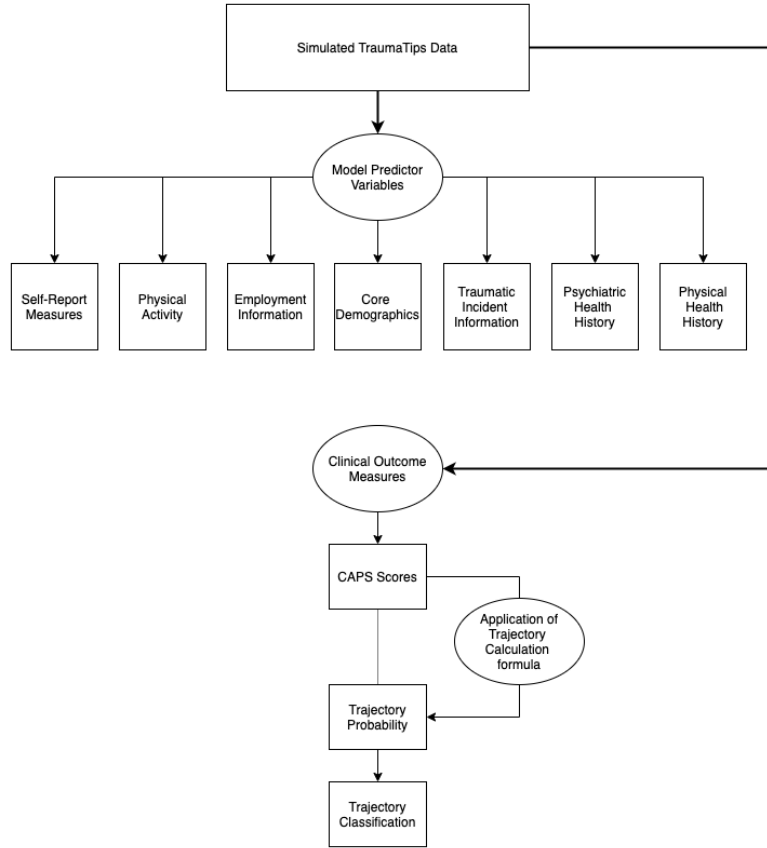 Simulated TraumaTips Data
Model Predictor
Variables
Self-Report
Measures
Physical
Activity
Employment
Information
Core
Demographics
Traumatic
Incident
Information
Psychiatric
Health
History
Physical
Health
History
Clinical Outcome
Measures
CAPS Scores
Application of
Trajectory
Calculation
formula
Trajectory
Probability
Trajectory
Classification